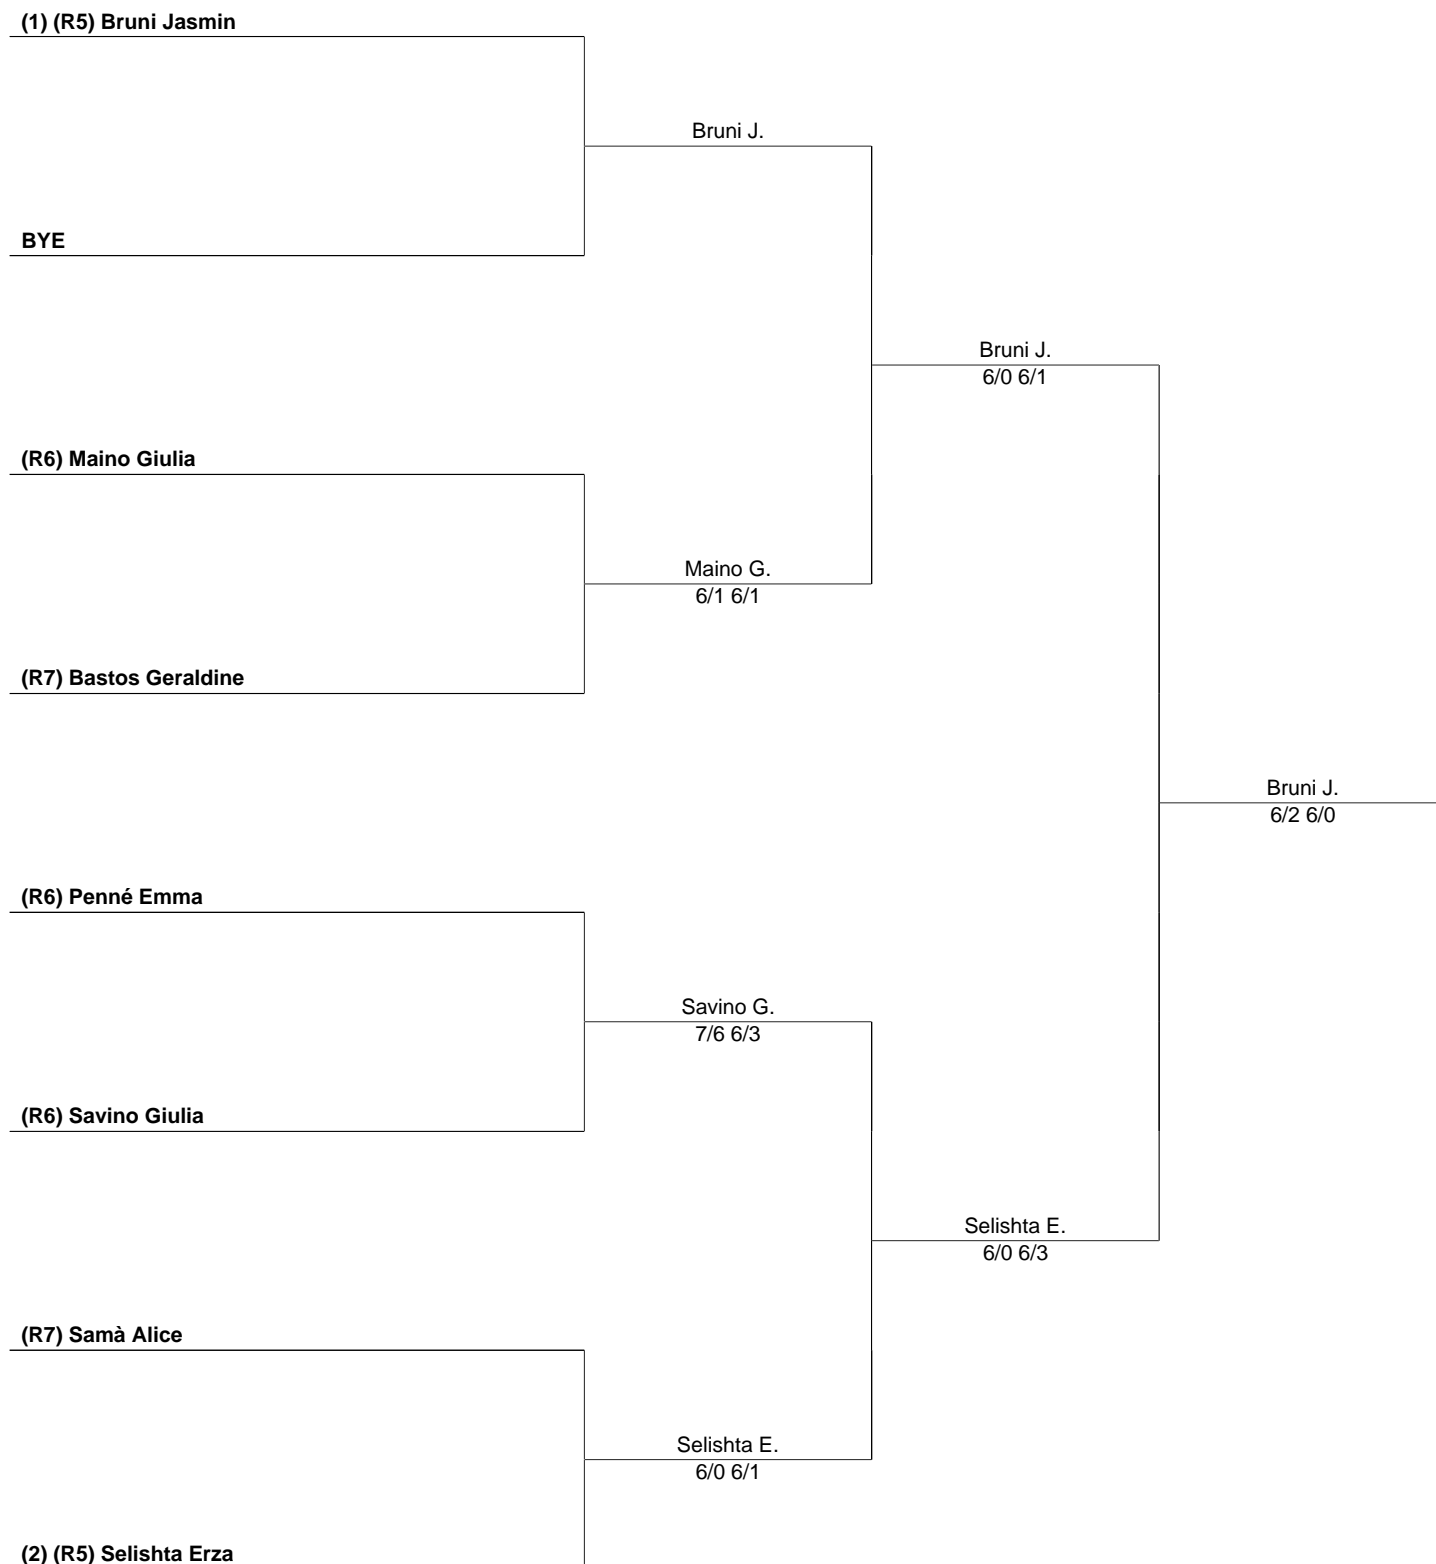 (1) (R5) Bruni Jasmin
Bruni J.
BYE
Bruni J.
6/0 6/1
(R6) Maino Giulia
Maino G.
6/1 6/1
(R7) Bastos Geraldine
Bruni J.
6/2 6/0
(R6) Penné Emma
Savino G.
7/6 6/3
(R6) Savino Giulia
Selishta E.
6/0 6/3
(R7) Samà Alice
Selishta E.
6/0 6/1
(2) (R5) Selishta Erza